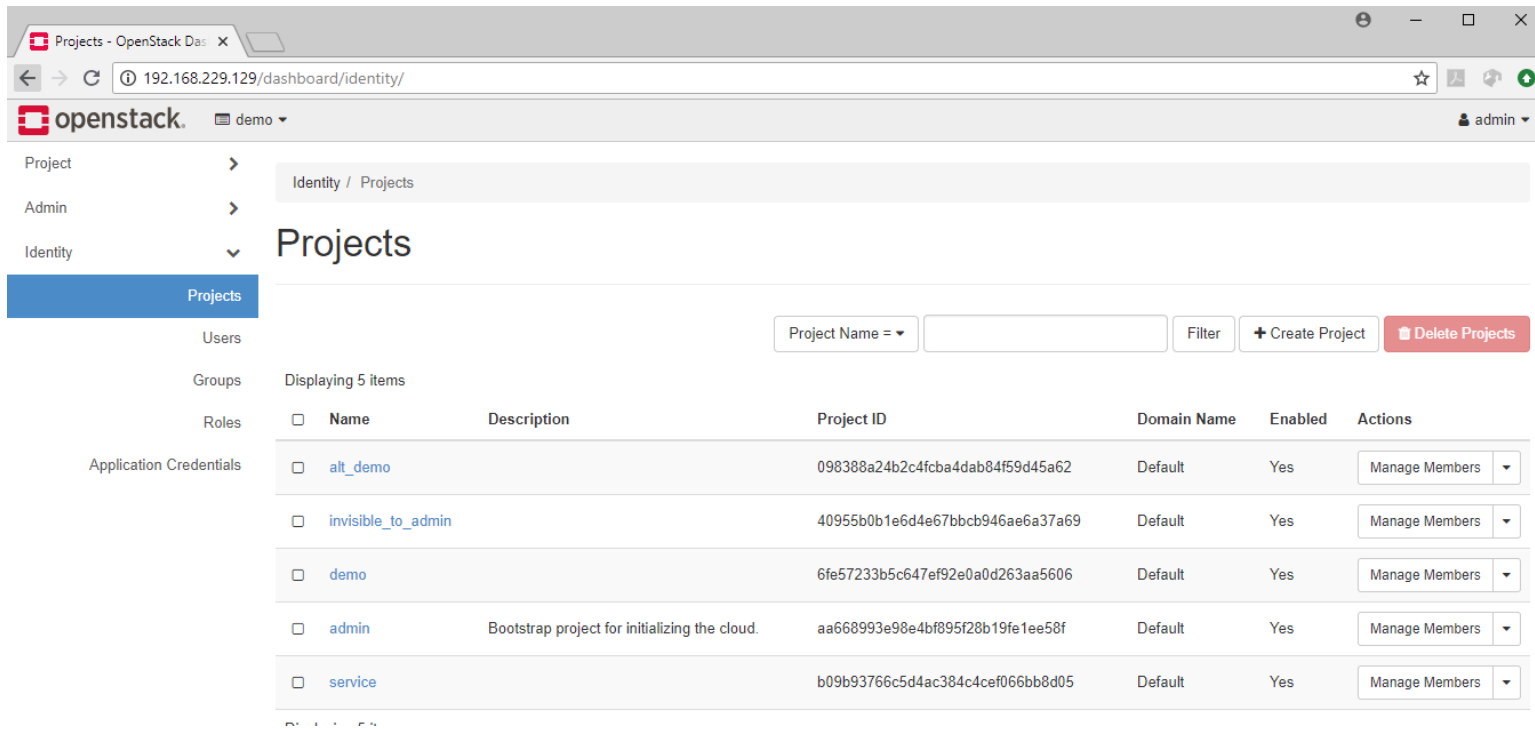 Projects - OpenStack Das
192.168.229.129/dashboard/identity/
openstack. demo admin
Project
Admin
Identity
Projects
Users
Groups
Roles
Application Credentials
Identity / Projects
Projects
Project Name = Filter + Create Project Delete Projects
Displaying 5 items
Name Description Project ID Domain Name Enabled Actions
alt_demo 098388a24b2c4fcba4dab84f59d45a62 Default Yes Manage Members
invisible_to_admin 40955b0b1e6d4e67bbcb946ae6a37a69 Default Yes Manage Members
demo 6fe57233b5c647ef92e0a0d263aa5606 Default Yes Manage Members
admin Bootstrap project for initializing the cloud. aa668993e98e4bf895f28b19fe1ee58f Default Yes Manage Members
service b09b93766c5d4ac384c4cef066bb8d05 Default Yes Manage Members